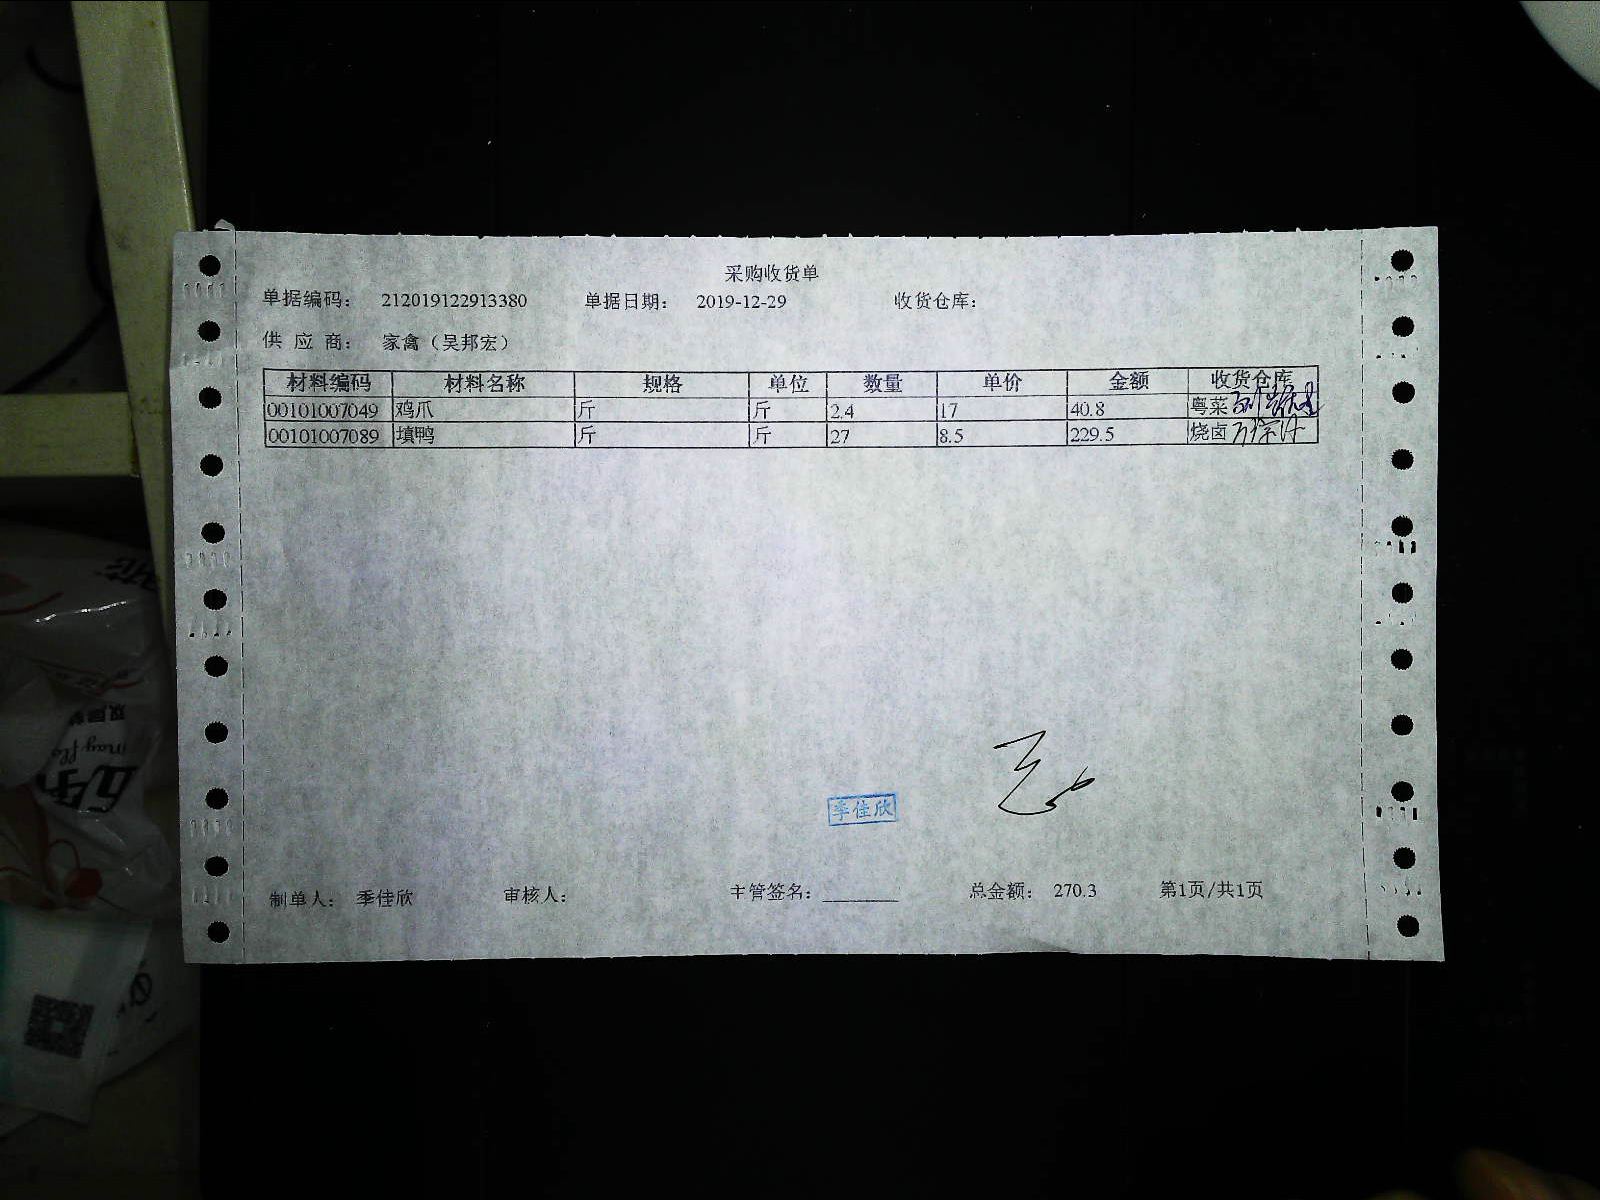 采购收货单
单据编码： 212019122913380 单据日期： 2019-12-29 收货仓库：
供 应 商： 家禽（吴邦宏）
材料编码 材料名称 规格 单位 数量 单价 金额 收货仓库
00101007049 鸡爪 斤 斤 2.4 17 40.8 粤菜
00101007089 填鸭 斤 斤 27 8.5 229.5 烧卤
季佳欣
制单人： 季佳欣 审核人： 主管签名： 总金额： 270.3 第1页/共1页
may flo